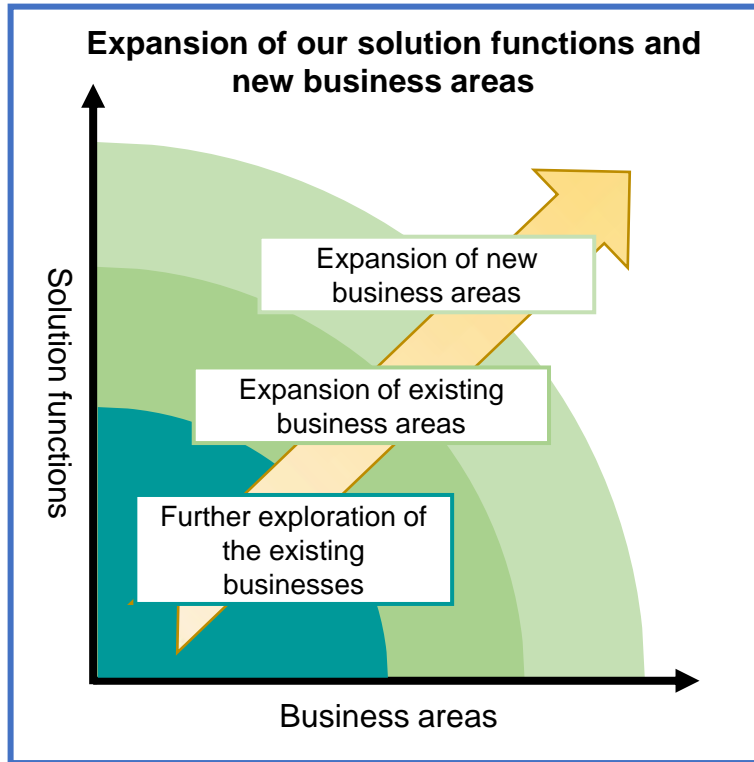 Expansion of our solution functions and
new business areas
Solution functions
Expansion of new
business areas
Expansion of existing
business areas
Further exploration of
the existing
businesses
Business areas